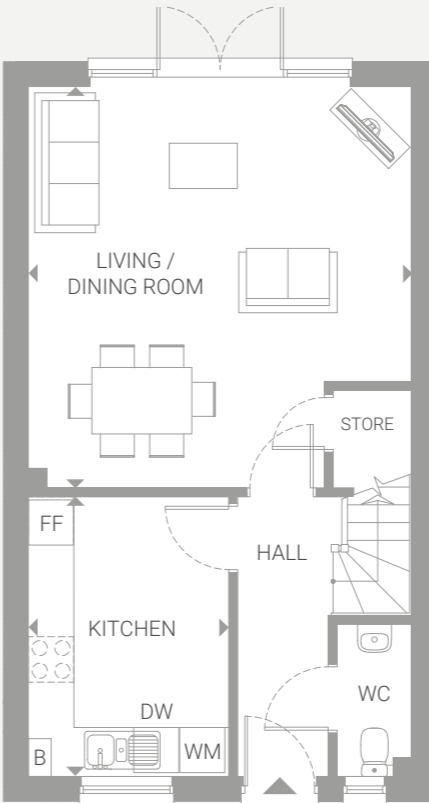 LIVING /
DINING ROOM
STORE
FF
HALL
KITCHEN
WC
DW
B
WM